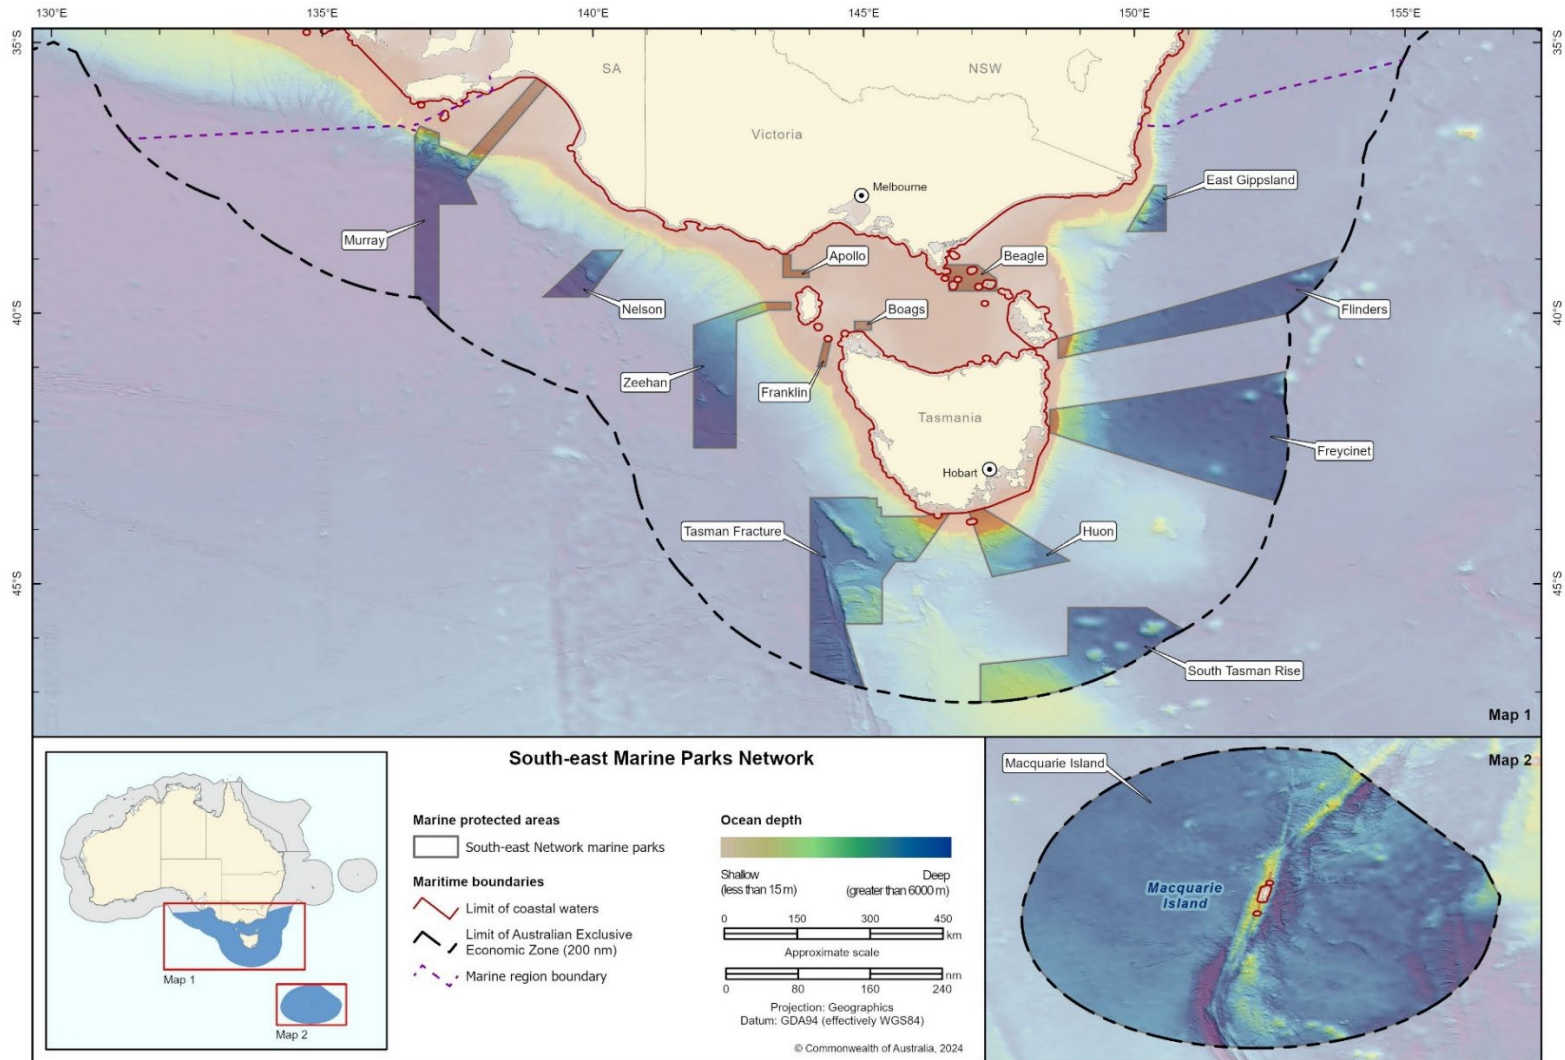 130°E
135°E
140°E
145°E
150°E
155°E
35°S
35°S
SA
NSW
Victoria
Melbourne
East Gippsland
Murray
Apollo
Beagle
Nelson
Boags
Flinders
40°S
40°S
Zeehan
Franklin
Tasmania
Freycinet
Hobart
Tasman Fracture
Huon
45°S
45°S
South Tasman Rise
Map 1
South-east Marine Parks Network
Marine protected areas
South-east Network marine parks
Maritime boundaries
Limit of coastal waters
Limit of Australian Exclusive
Economic Zone (200 nm)
Marine region boundary
Ocean depth
Shallow
(less than 15 m)
Deep
(greater than 6000 m)
0 150 300 450
km
Approximate scale
nm
0 80 160 240
Projection: Geographics
Datum: GDA94 (effectively WGS84)
© Commonwealth of Australia, 2024
Map 1
Map 2
Macquarie Island
Map 2
Macquarie
Island